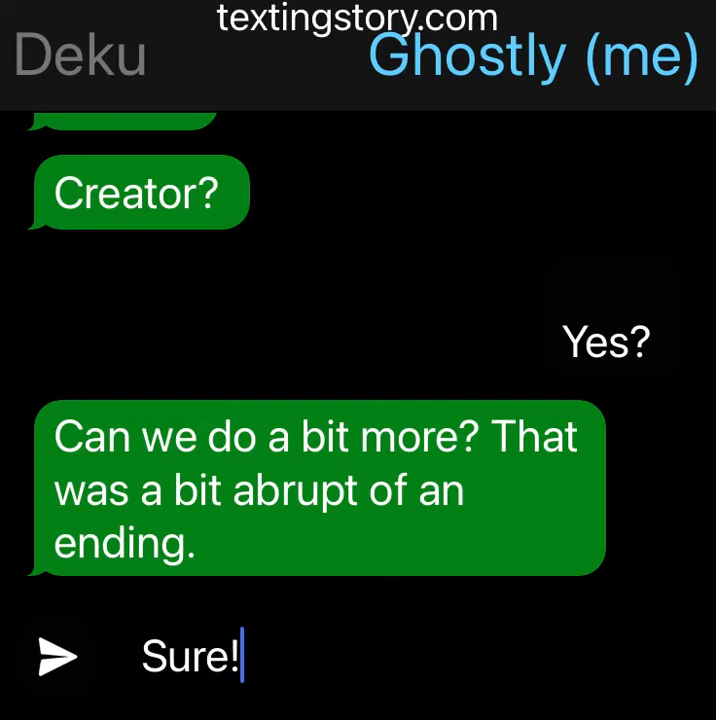 textingstory.com
Deku
Ghostly (me)
Creator?
Yes?
Can we do a bit more? That
was a bit abrupt of an
ending.
Sure!